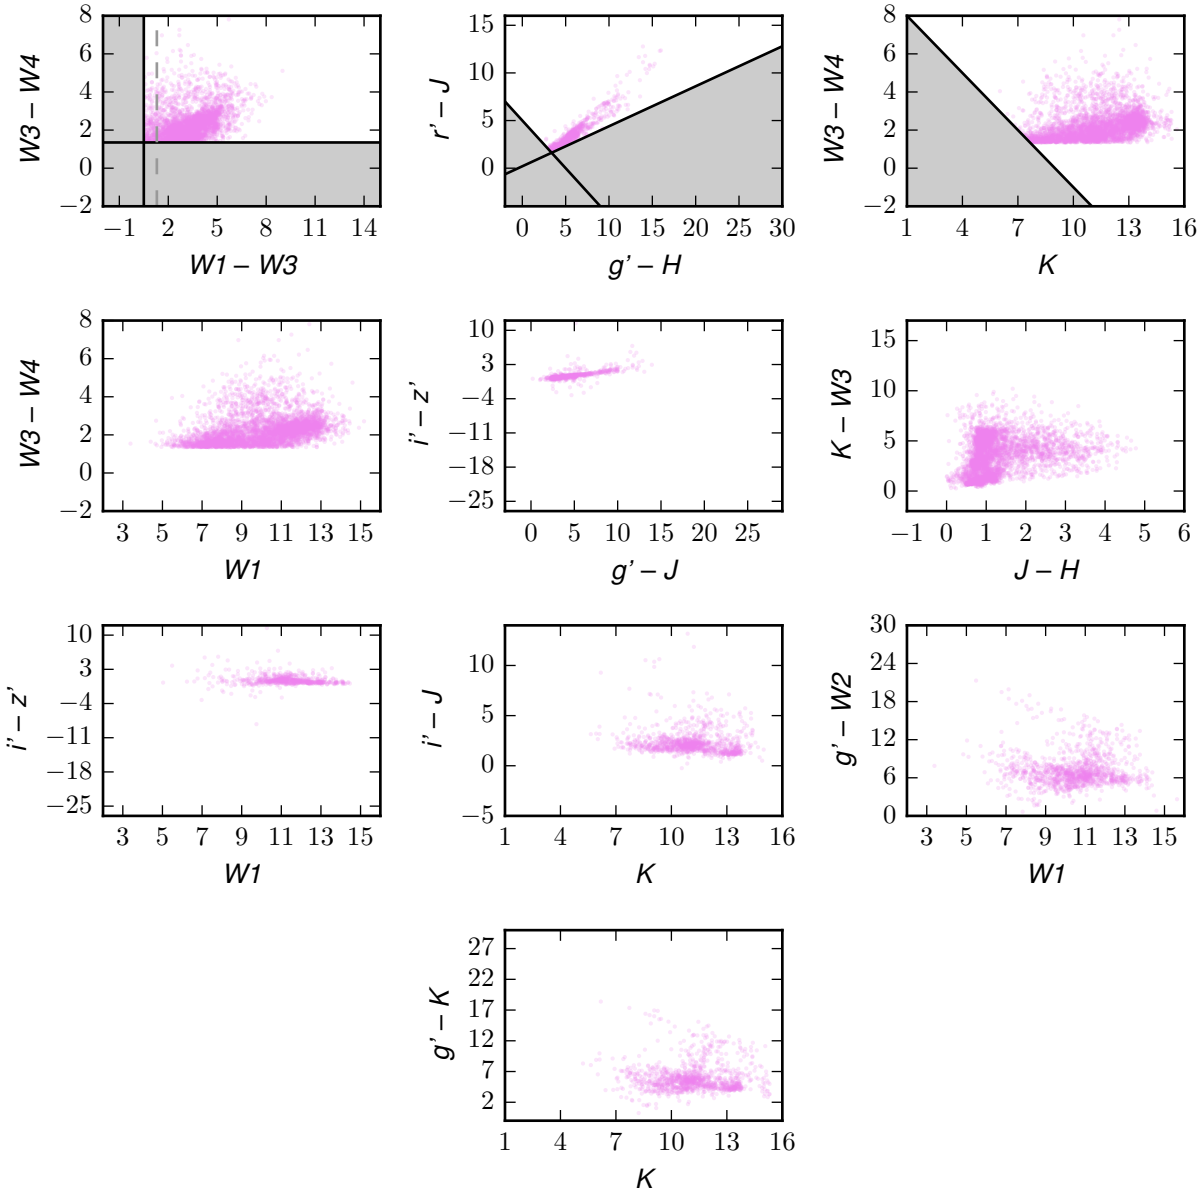 8 6 4 2 0 −2
W3 – W4
−1 2 5 8 11 14
W1 – W3
15 10 5 0
r' – J
0 5 10 15 20 25 30
g' – H
8 6 4 2 0 −2
W3 – W4
1 4 7 10 13 16
K
8 6 4 2 0 −2
W3 – W4
3 5 7 9 11 13 15
W1
10 3 −4 −11 −18 −25
i' – z'
0 5 10 15 20 25
g' – J
15 10 5 0
K – W3
−1 0 1 2 3 4 5 6
J – H
10 3 −4 −11 −18 −25
i' – z'
3 5 7 9 11 13 15
W1
10 5 0 −5
i' – J
1 4 7 10 13 16
K
30 24 18 12 6 0
g' – W2
3 5 7 9 11 13 15
W1
27 22 17 12 7 2
g' – K
1 4 7 10 13 16
K